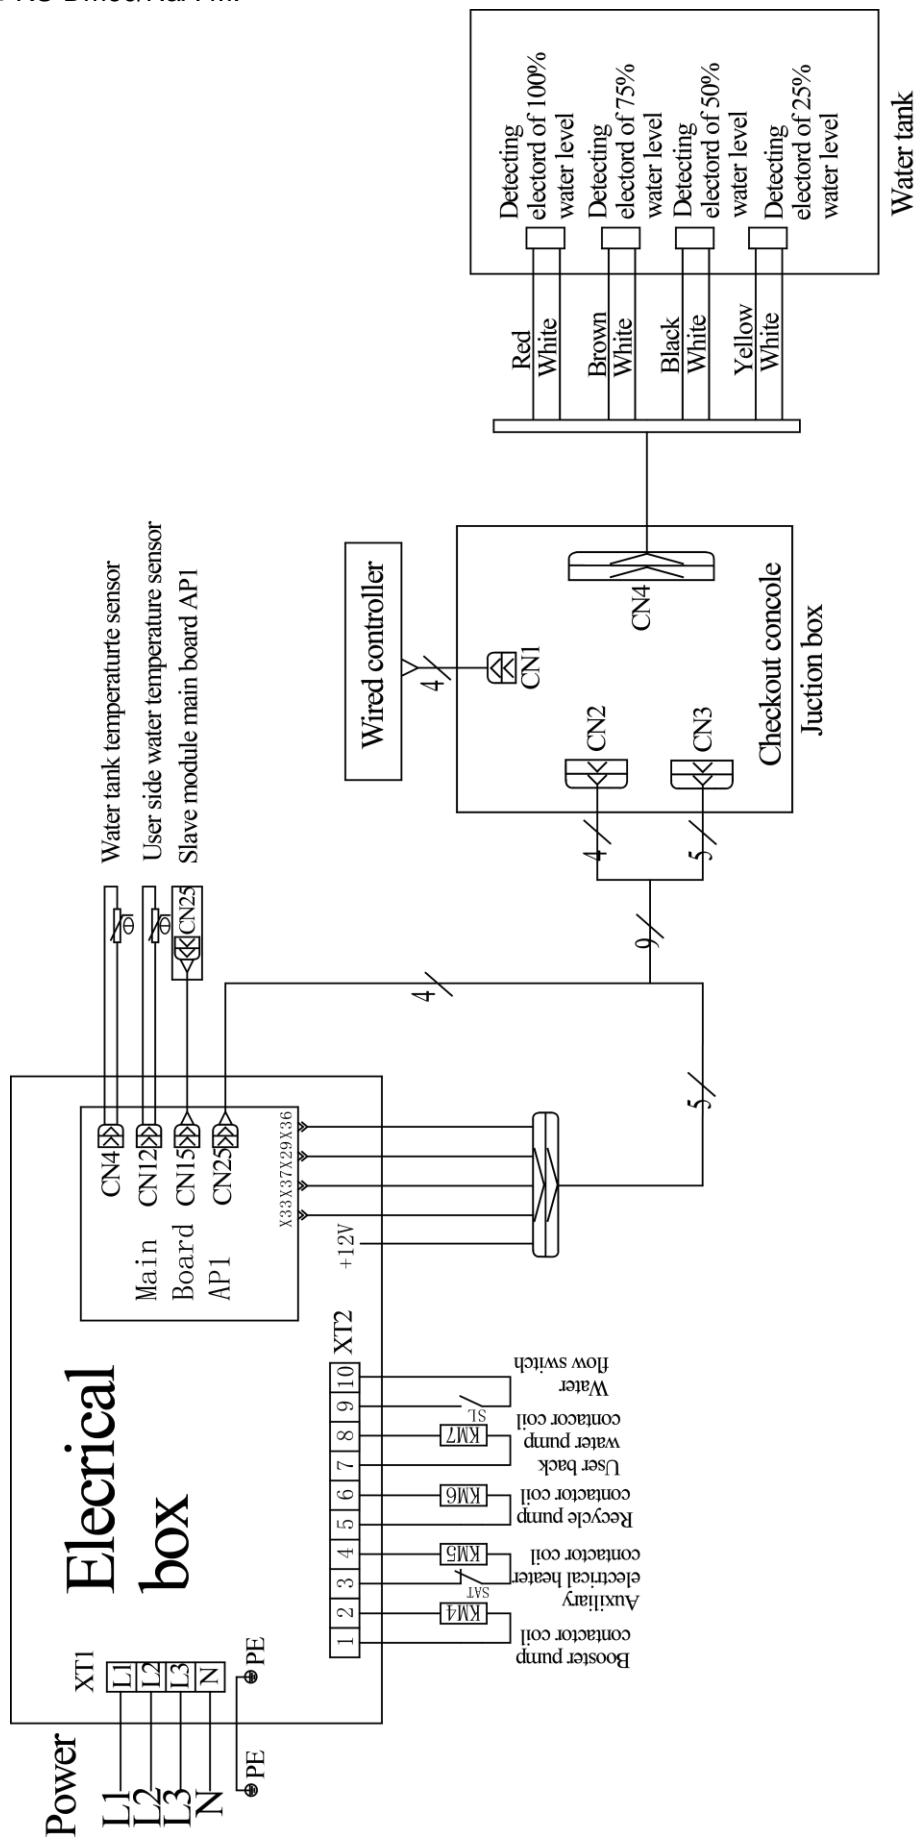 Power
L1
L2
L3
N
PE
PE
XT1
L1
L2
L3
N
Elecrical
box
Main
Board
AP1
CN4
CN12
CN15
CN25
X33X37X29X36
+12V
XT2
1 2 3 4 5 6 7 8 9 10
KM4
SAT
KM5
KM6
KM7
SL
Booster pump
contactor coil
Auxiliary
electrical heater
contactor coil
Recycle pump
contactor coil
User back
water pump
contacor coil
Water
flow switch
Water tank temperaturte sensor
User side water temperature sensor
CN25
Slave module main board AP1
4
5
9
4
5
Wired controller
4
CN1
CN2
CN3
CN4
Checkout concole
Juction box
Red
White
Brown
White
Black
White
Yellow
White
Detecting
electord of 100%
water level
Detecting
electord of 75%
water level
Detecting
electord of 50%
water level
Detecting
electord of 25%
water level
Water tank